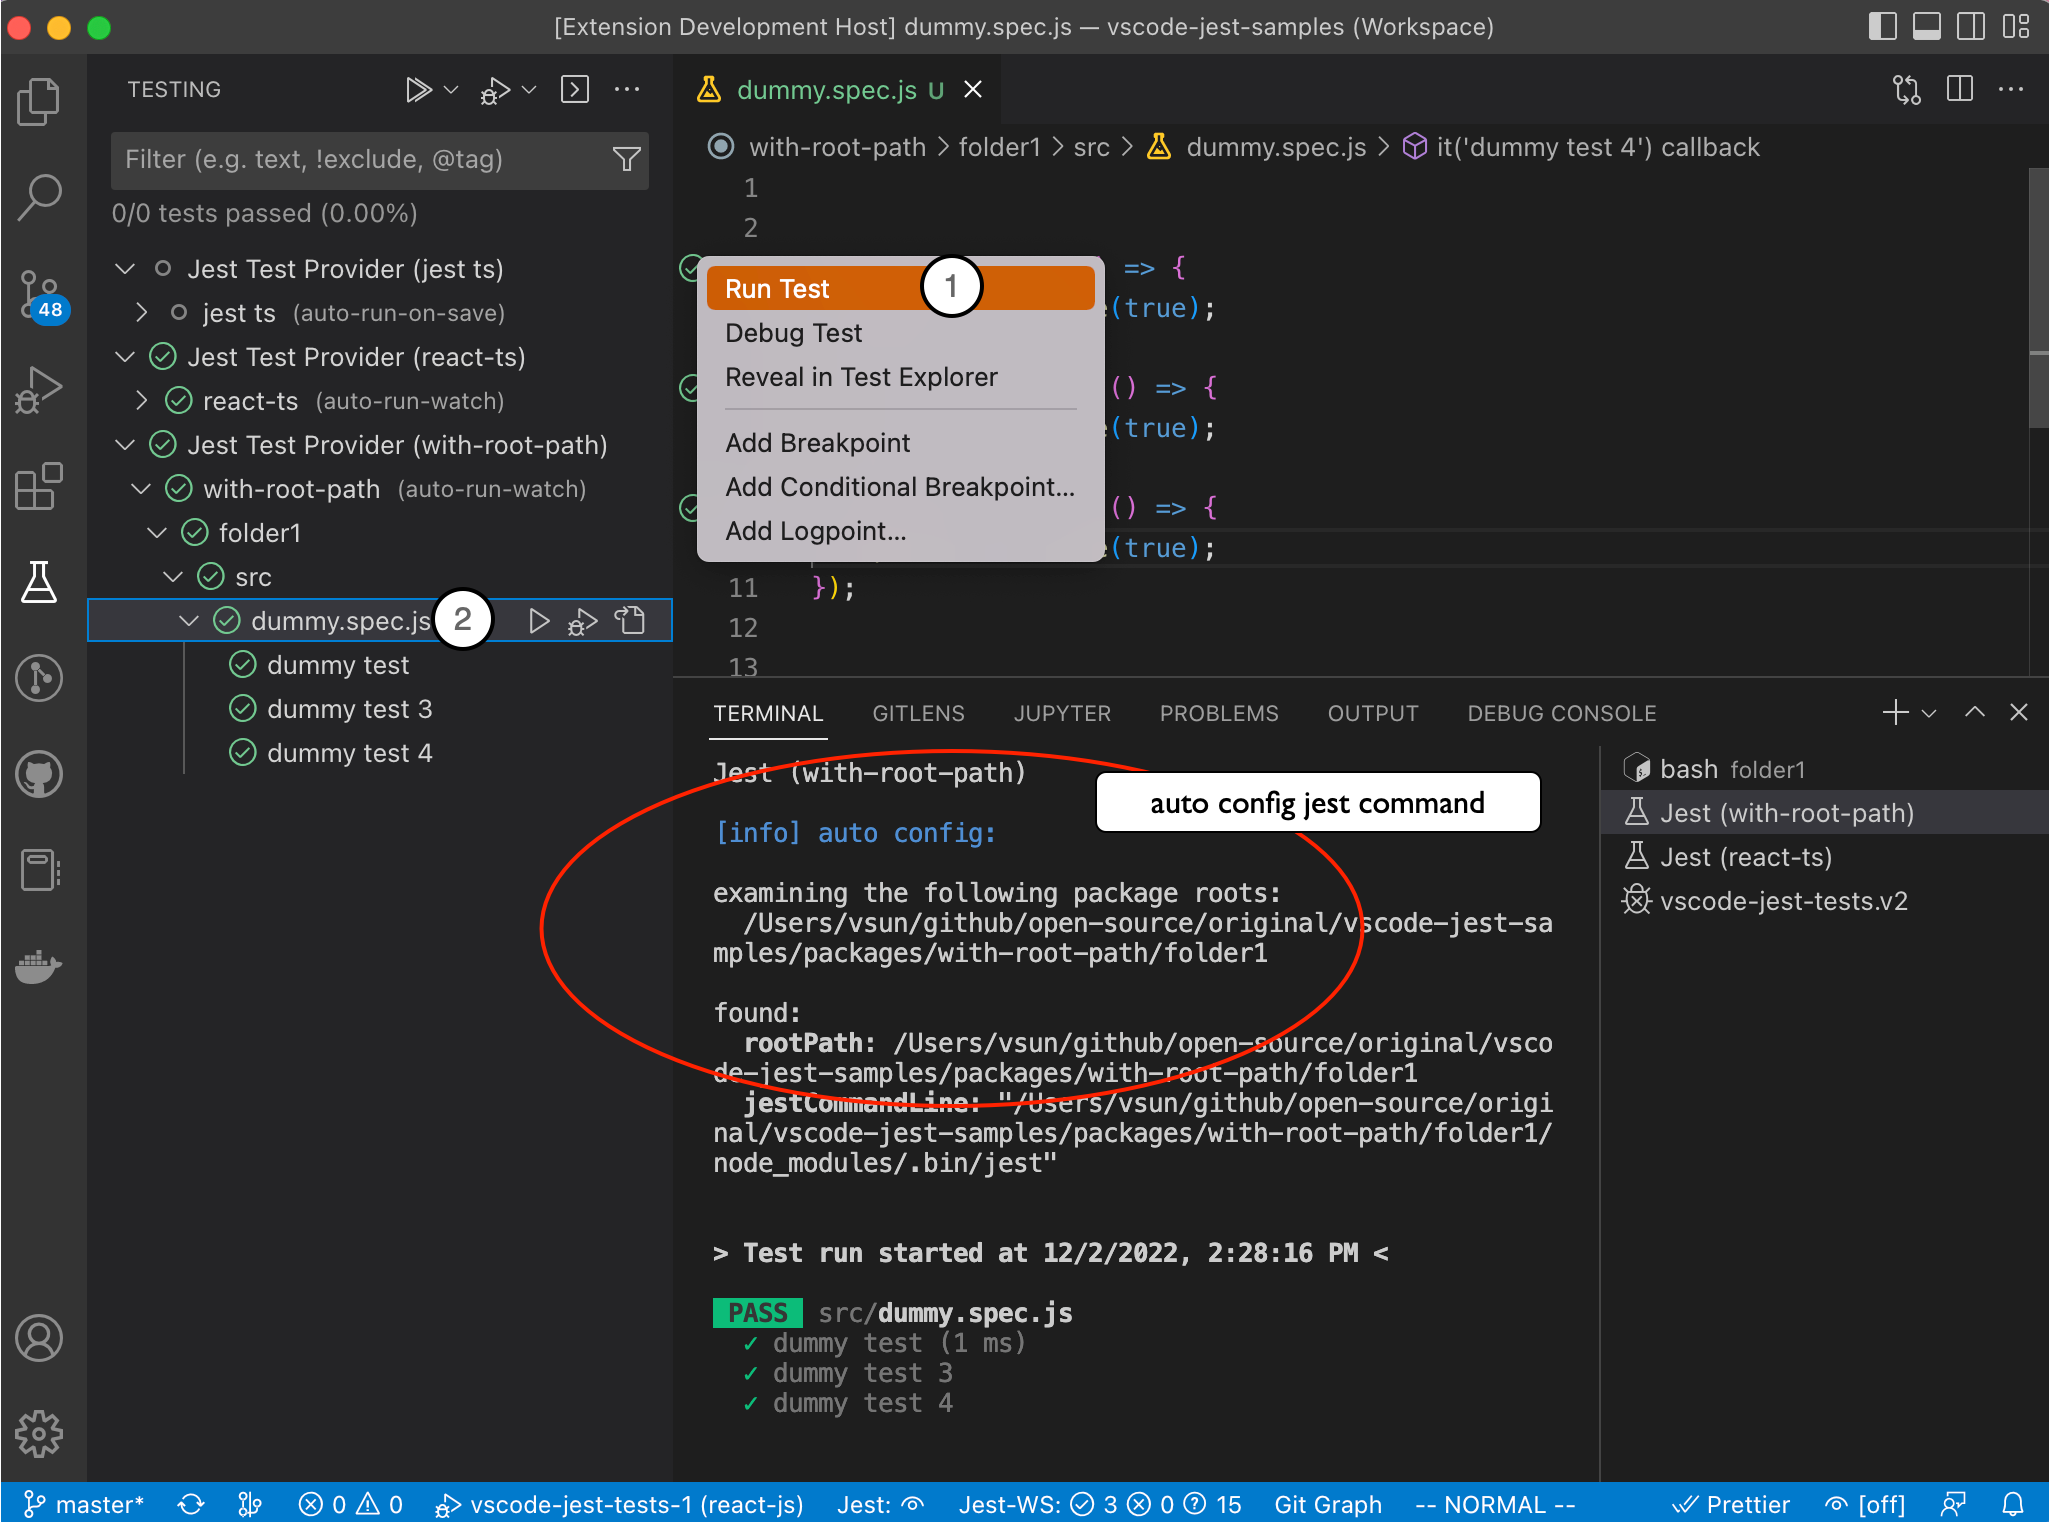 [Extension Development Host] dummy.spec.js — vscode-jest-samples (Workspace)
TESTING
Filter (e.g. text, !exclude, @tag)
0/0 tests passed (0.00%)
Jest Test Provider (jest ts)
jest ts (auto-run-on-save)
Jest Test Provider (react-ts)
react-ts (auto-run-watch)
Jest Test Provider (with-root-path)
with-root-path (auto-run-watch)
folder1
src
dummy.spec.js 2
dummy test
dummy test 3
dummy test 4
48
dummy.spec.js U
with-root-path > folder1 > src > dummy.spec.js > it('dummy test 4') callback
1
2
=> {
(true);
() => {
(true);
() => {
(true);
11 });
12
13
Run Test 1
Debug Test
Reveal in Test Explorer
Add Breakpoint
Add Conditional Breakpoint...
Add Logpoint...
TERMINAL GITLENS JUPYTER PROBLEMS OUTPUT DEBUG CONSOLE
Jest (with-root-path)
auto config jest command
[info] auto config:
examining the following package roots:
/Users/vsun/github/open-source/original/vscode-jest-sa
mples/packages/with-root-path/folder1
found:
rootPath: /Users/vsun/github/open-source/original/vsco
de-jest-samples/packages/with-root-path/folder1
jestCommandLine: "/Users/vsun/github/open-source/origi
nal/vscode-jest-samples/packages/with-root-path/folder1/
node_modules/.bin/jest"
> Test run started at 12/2/2022, 2:28:16 PM <
PASS src/dummy.spec.js
✓ dummy test (1 ms)
✓ dummy test 3
✓ dummy test 4
bash folder1
Jest (with-root-path)
Jest (react-ts)
vscode-jest-tests.v2
master* 0 0 vscode-jest-tests-1 (react-js) Jest: Jest-WS: 3 0 15 Git Graph -- NORMAL -- Prettier [off]